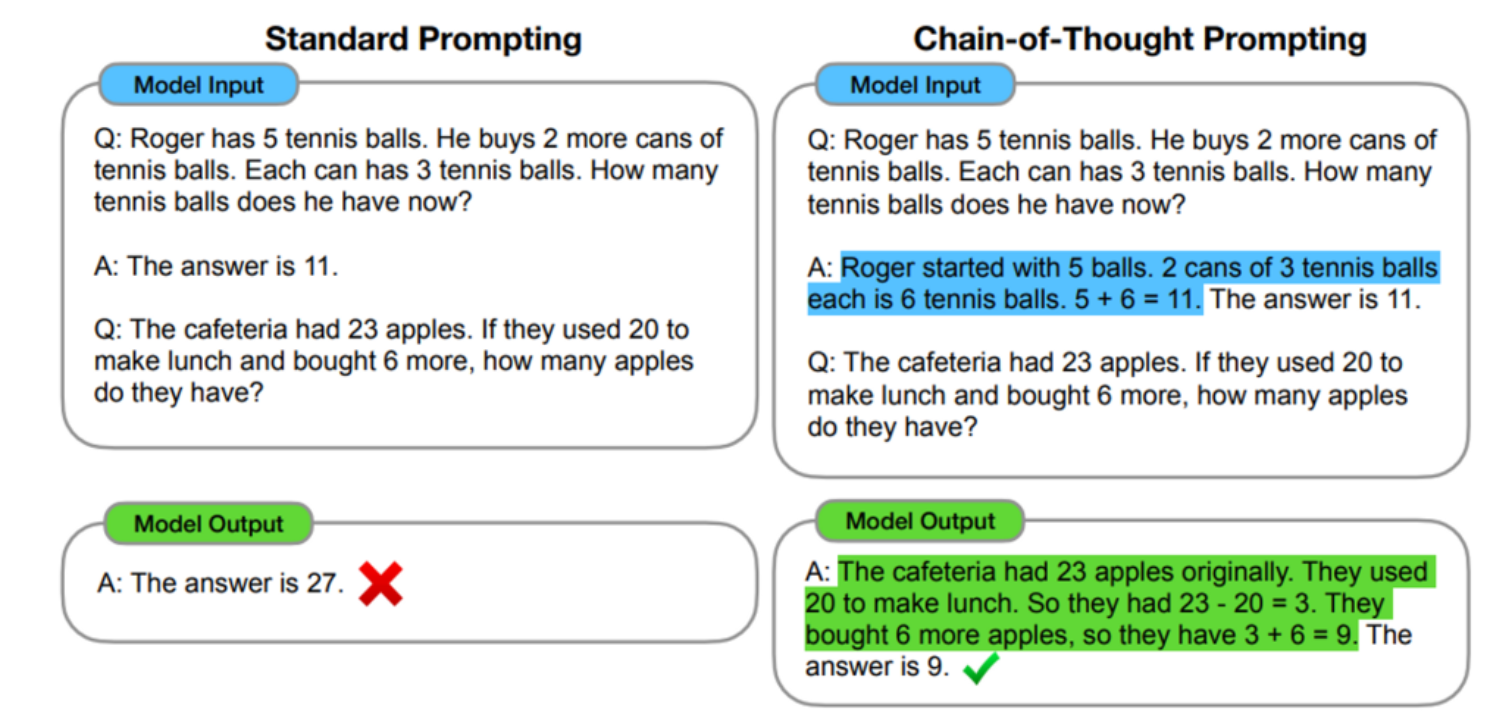 Standard Prompting
Model Input
Q: Roger has 5 tennis balls. He buys 2 more cans of
tennis balls. Each can has 3 tennis balls. How many
tennis balls does he have now?
A: The answer is 11.
Q: The cafeteria had 23 apples. If they used 20 to
make lunch and bought 6 more, how many apples
do they have?
Model Output
A: The answer is 27.
Chain-of-Thought Prompting
Model Input
Q: Roger has 5 tennis balls. He buys 2 more cans of
tennis balls. Each can has 3 tennis balls. How many
tennis balls does he have now?
A: Roger started with 5 balls. 2 cans of 3 tennis balls
each is 6 tennis balls. 5 + 6 = 11. The answer is 11.
Q: The cafeteria had 23 apples. If they used 20 to
make lunch and bought 6 more, how many apples
do they have?
Model Output
A: The cafeteria had 23 apples originally. They used
20 to make lunch. So they had 23 - 20 = 3. They
bought 6 more apples, so they have 3 + 6 = 9. The
answer is 9.